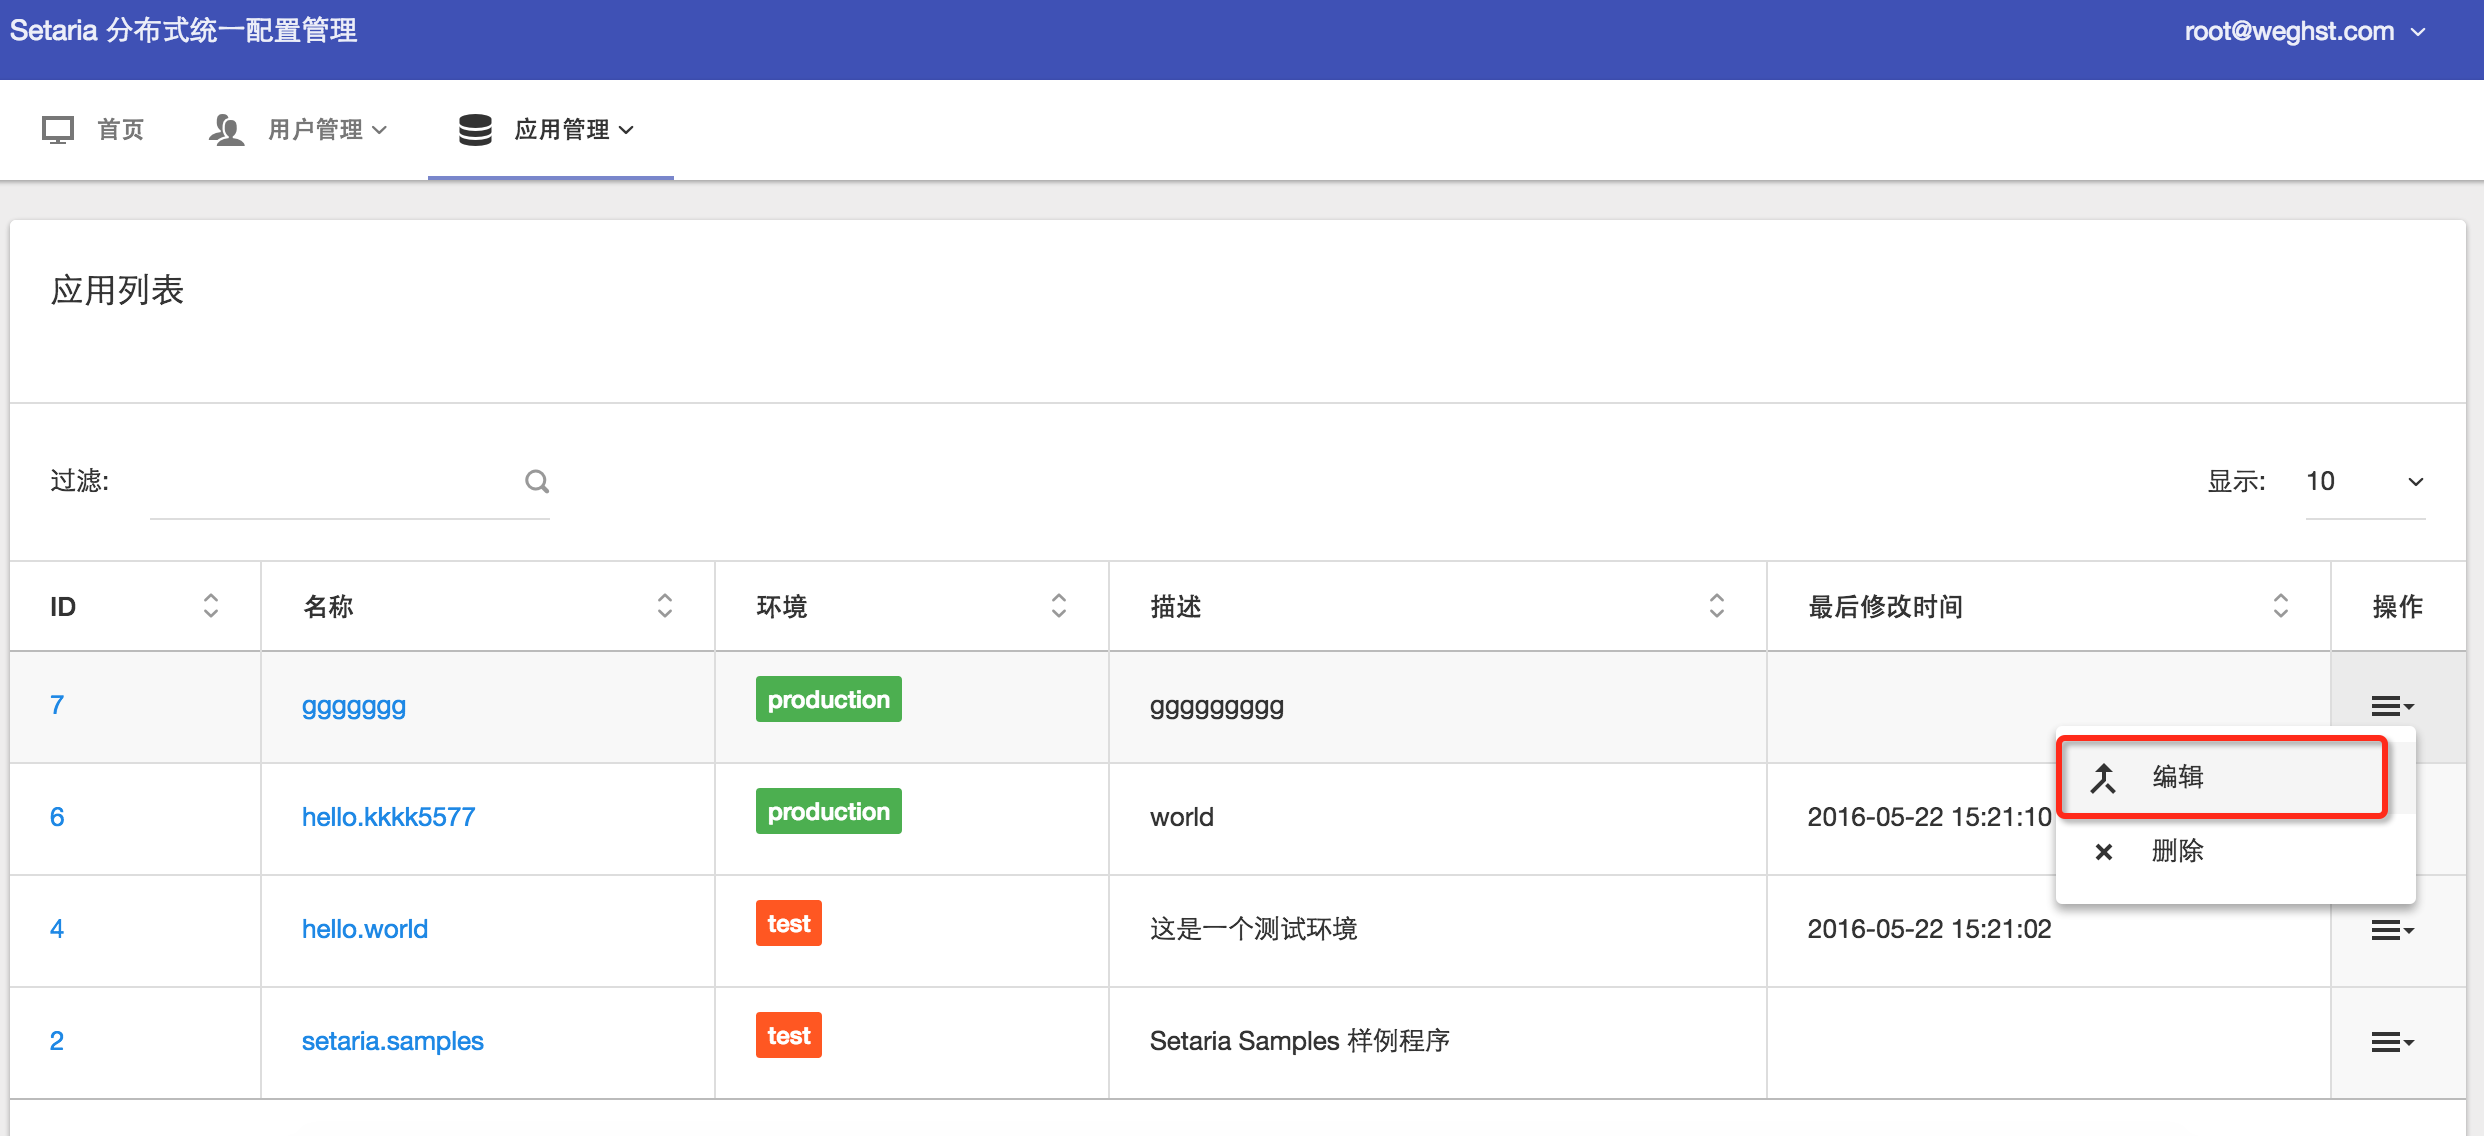 Setaria 分布式统一配置管理 root@weghst.com
首页 用户管理 应用管理
应用列表
过滤: 显示: 10
ID 名称 环境 描述 最后修改时间 操作
7 ggggggg production ggggggggg
编辑
6 hello.kkkk5577 production world 2016-05-22 15:21:10
删除
4 hello.world test 这是一个测试环境 2016-05-22 15:21:02
2 setaria.samples test Setaria Samples 样例程序